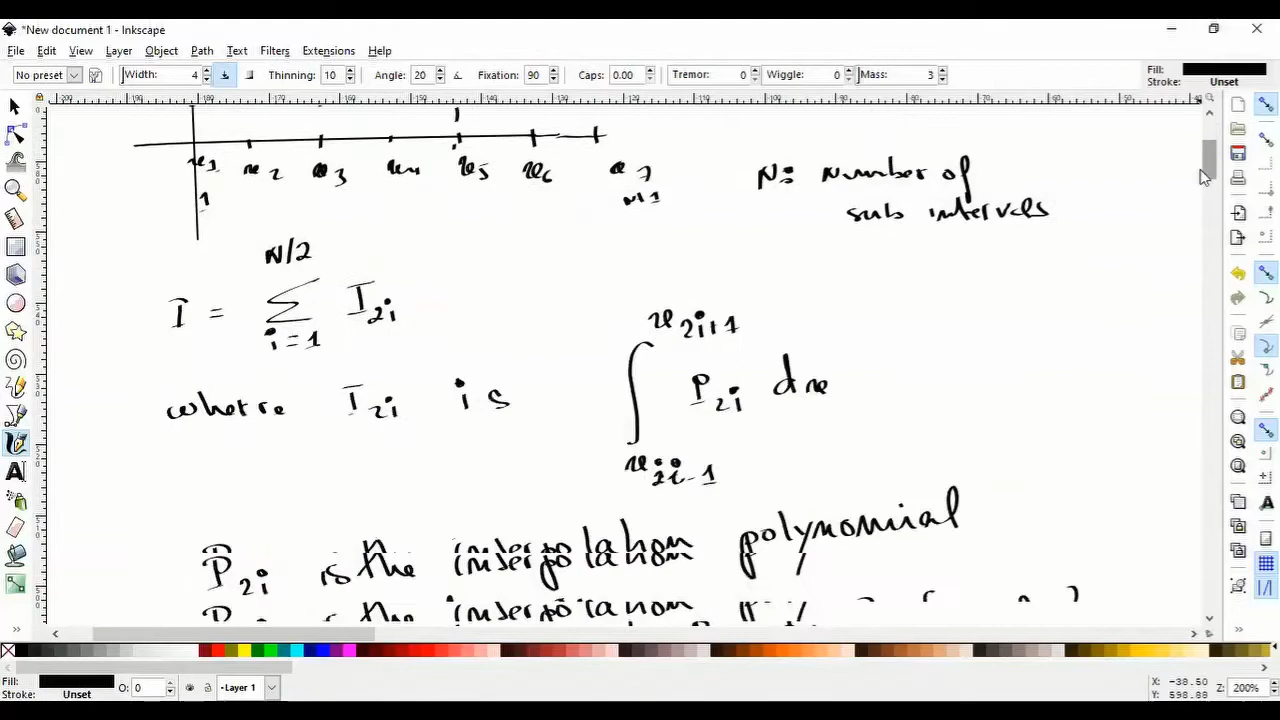 *New document 1 - Inkscape
File Edit View Layer Object Path Text Filters Extensions Help
No preset Width: 4 Thinning: 10 Angle: 20 Fixation: 90 Caps: 0.00 Tremor: 0 Wiggle: 0 Mass: 3 Fill: Stroke: Unset
x1 x2 x3 x4 x5 x6 x7
1 N+1
N: Number of
sub intervals
N/2
I = Σ I2i
i=1
x2i+1
where I2i is ∫ P2i dx
x2i-1
P2i is the interpolation polynomial
Fill: Stroke: Unset O: 0 Layer 1 X: -38.50 Y: 598.88 Z: 200%